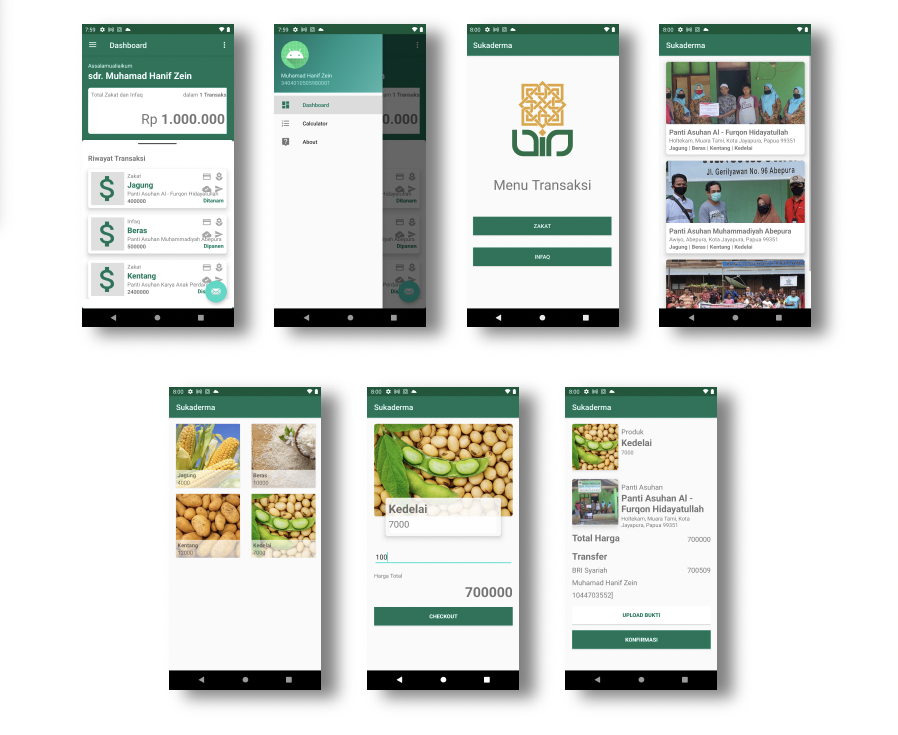 7:59
Dashboard
Assalamualaikum
sdr. Muhamad Hanif Zein
Total Zakat dan Infaq
dalam 1 Transaks
Rp 1.000.000
Riwayat Transaksi
Zakat
Jagung
Panti Asuhan Al - Furqon Hidayatullah
400000
Ditanam
Infaq
Beras
Panti Asuhan Muhammadiyah Abepura
500000
Dipanen
Zakat
Kentang
Panti Asuhan Karya Anak Perdana
2400000
7:59
Muhamad Hanif Zein
Dashboard
Calculator
About
1 Transaks
8:00
Sukaderma
Menu Transaksi
ZAKAT
INFAQ
8:00
Sukaderma
Panti Asuhan Al - Furqon Hidayatullah
Holtekam, Muara Tami, Kota Jayapura, Papua 99351
Jagung | Beras | Kentang | Kedelai
Jl. Gerilyawan No. 96 Abepura
Panti Asuhan Muhammadiyah Abepura
Awiyo, Abepura, Kota Jayapura, Papua 99351
Jagung | Beras | Kentang | Kedelai
8:00
Sukaderma
Jagung
4000
Beras
10000
Kentang
12000
Kedelai
7000
8:00
Sukaderma
Kedelai
7000
100
Harga Total
700000
CHECKOUT
8:00
Sukaderma
Produk
Kedelai
7000
Panti Asuhan
Panti Asuhan Al -
Furqon Hidayatullah
Holtekam, Muara Tami, Kota
Jayapura, Papua 99351
Total Harga
700000
Transfer
BRI Syariah
700509
Muhamad Hanif Zein
1044703552]
UPLOAD BUKTI
KONFIRMASI